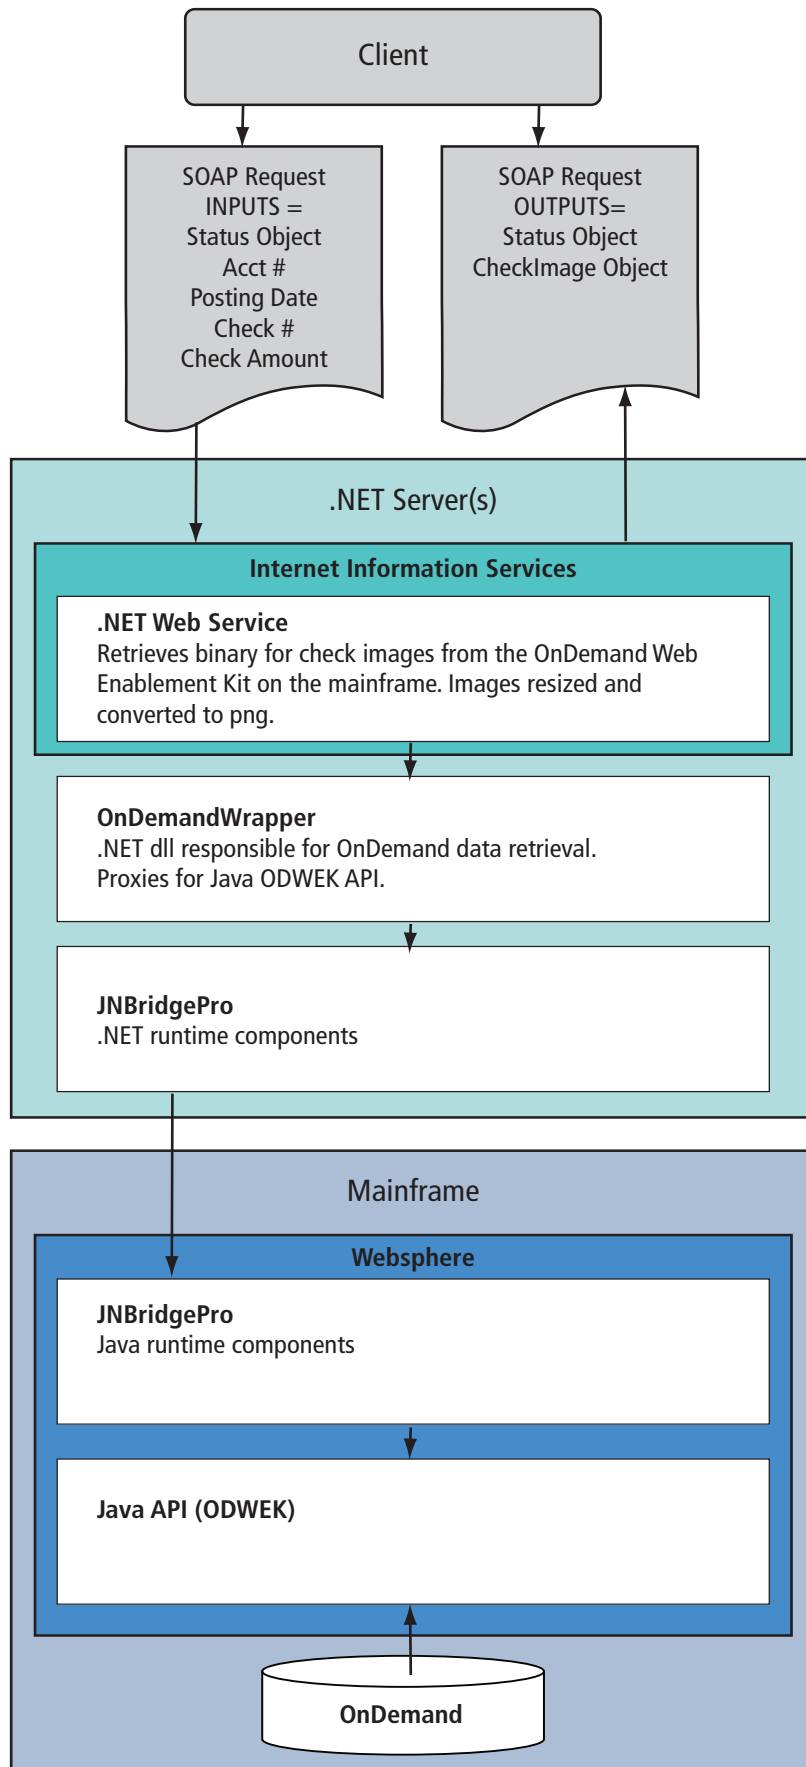 Client
SOAP Request
INPUTS =
Status Object
Acct #
Posting Date
Check #
Check Amount
SOAP Request
OUTPUTS=
Status Object
CheckImage Object
.NET Server(s)
Internet Information Services
.NET Web Service
Retrieves binary for check images from the OnDemand Web
Enablement Kit on the mainframe. Images resized and
converted to png.
OnDemandWrapper
.NET dll responsible for OnDemand data retrieval.
Proxies for Java ODWEK API.
JNBridgePro
.NET runtime components
Mainframe
Websphere
JNBridgePro
Java runtime components
Java API (ODWEK)
OnDemand